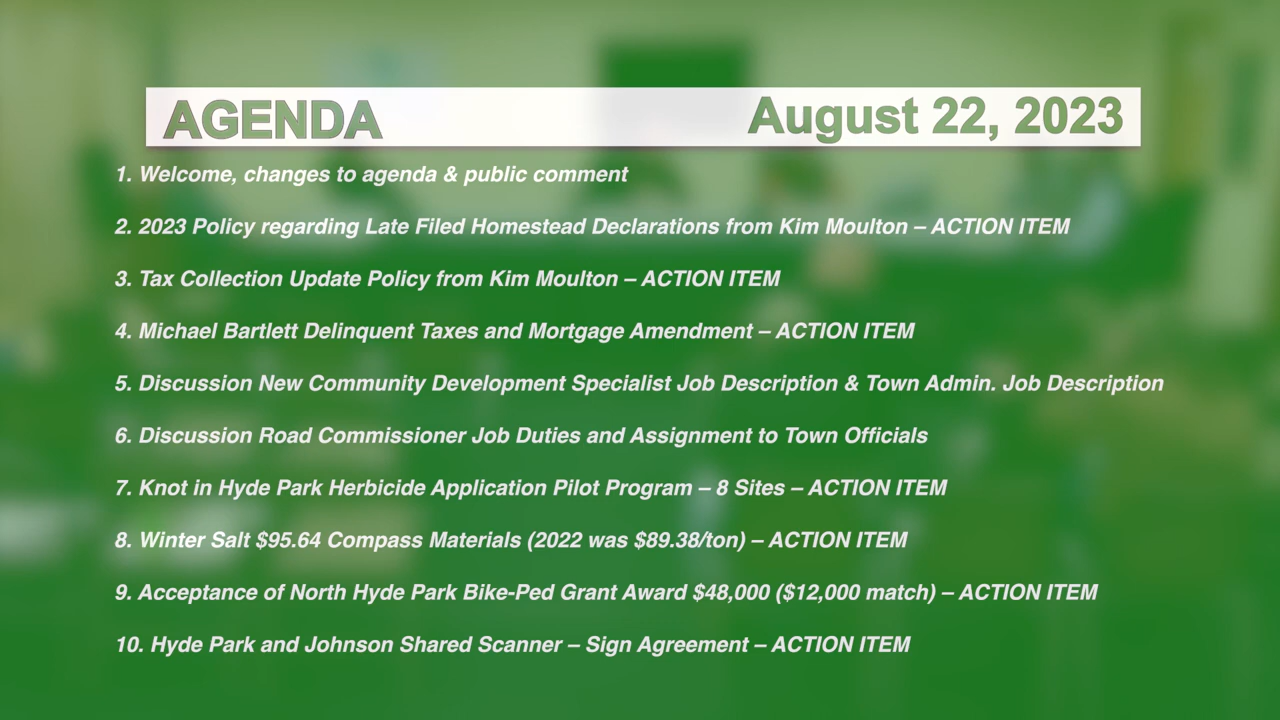 AGENDA August 22, 2023
1. Welcome, changes to agenda & public comment
2. 2023 Policy regarding Late Filed Homestead Declarations from Kim Moulton – ACTION ITEM
3. Tax Collection Update Policy from Kim Moulton – ACTION ITEM
4. Michael Bartlett Delinquent Taxes and Mortgage Amendment – ACTION ITEM
5. Discussion New Community Development Specialist Job Description & Town Admin. Job Description
6. Discussion Road Commissioner Job Duties and Assignment to Town Officials
7. Knot in Hyde Park Herbicide Application Pilot Program – 8 Sites – ACTION ITEM
8. Winter Salt $95.64 Compass Materials (2022 was $89.38/ton) – ACTION ITEM
9. Acceptance of North Hyde Park Bike-Ped Grant Award $48,000 ($12,000 match) – ACTION ITEM
10. Hyde Park and Johnson Shared Scanner – Sign Agreement – ACTION ITEM